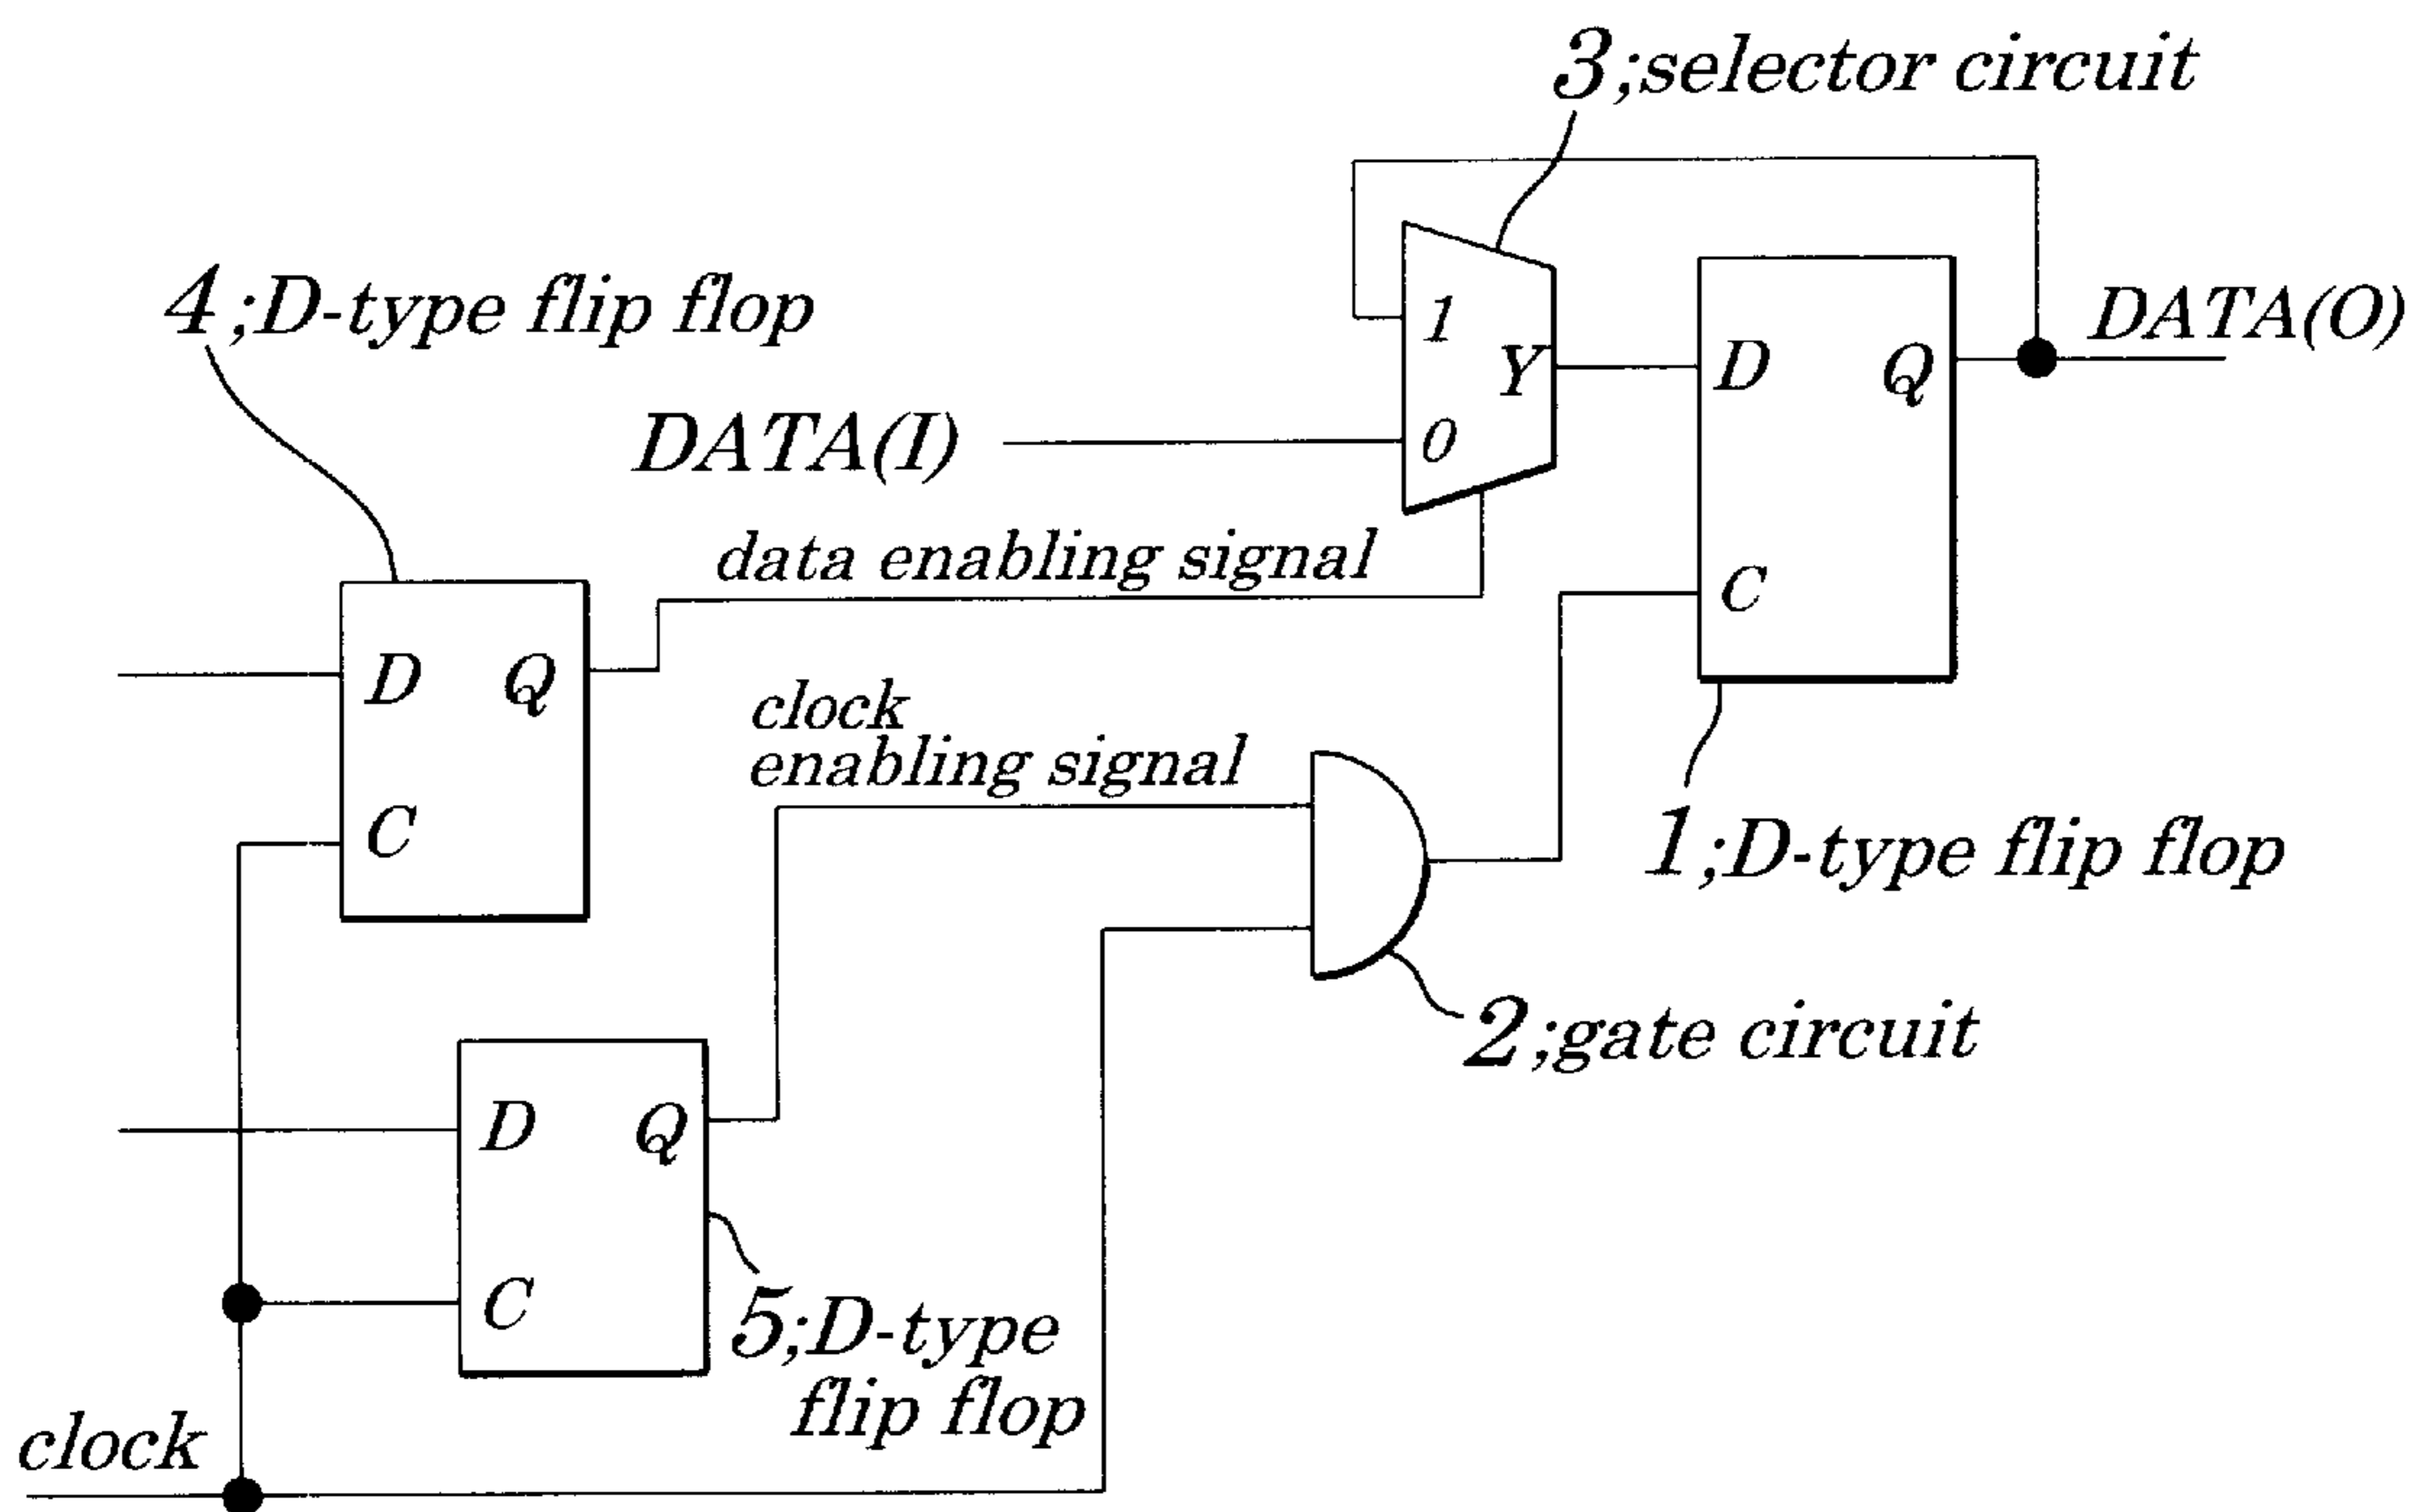 3;selector circuit
4;D-type flip flop
1
Y
0
D
Q
C
DATA(O)
DATA(I)
data enabling signal
D
Q
C
clock
enabling signal
1;D-type flip flop
2;gate circuit
D
Q
C
5;D-type
flip flop
clock